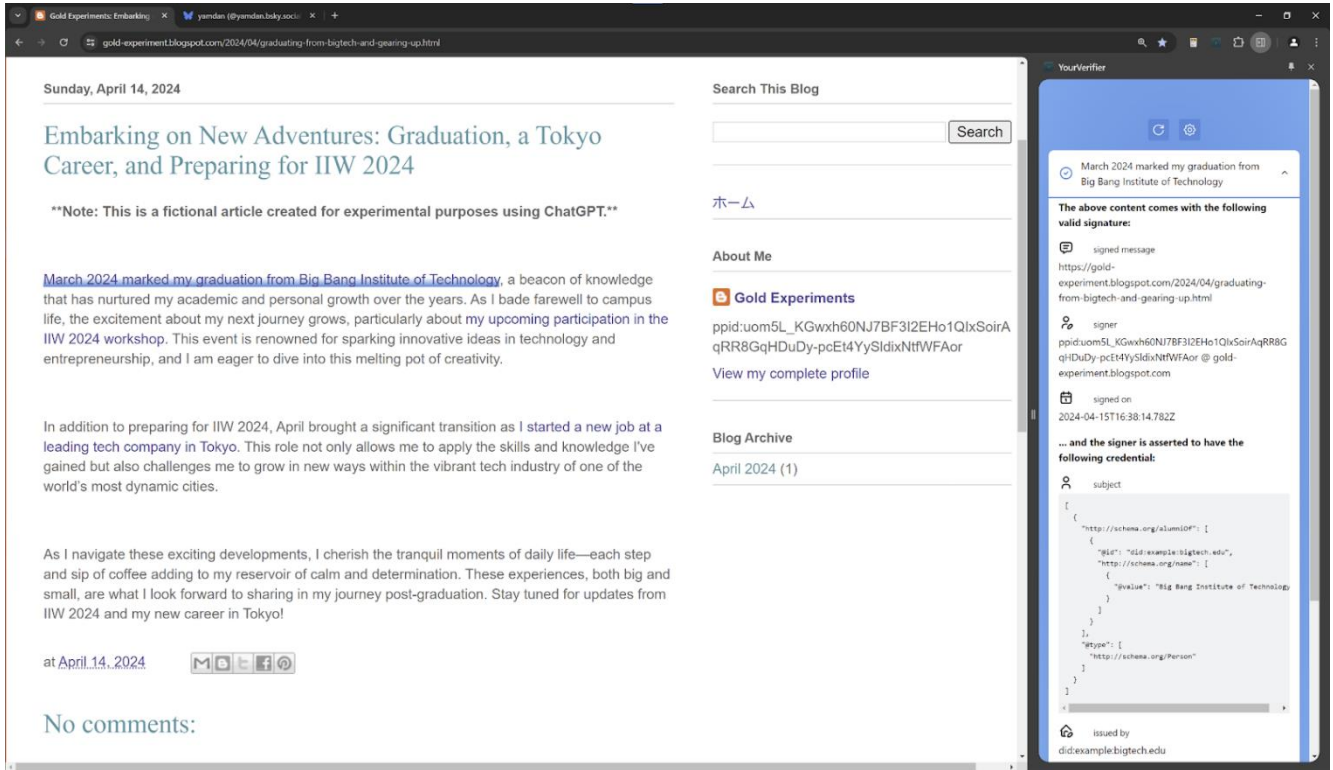 Gold Experiments: Embarking
yamdan (@yamdan.bsky.socia
gold-experiment.blogspot.com/2024/04/graduating-from-bigtech-and-gearing-up.html
Sunday, April 14, 2024
Embarking on New Adventures: Graduation, a Tokyo
Career, and Preparing for IIW 2024
**Note: This is a fictional article created for experimental purposes using ChatGPT.**
March 2024 marked my graduation from Big Bang Institute of Technology, a beacon of knowledge
that has nurtured my academic and personal growth over the years. As I bade farewell to campus
life, the excitement about my next journey grows, particularly about my upcoming participation in the
IIW 2024 workshop. This event is renowned for sparking innovative ideas in technology and
entrepreneurship, and I am eager to dive into this melting pot of creativity.
In addition to preparing for IIW 2024, April brought a significant transition as I started a new job at a
leading tech company in Tokyo. This role not only allows me to apply the skills and knowledge I've
gained but also challenges me to grow in new ways within the vibrant tech industry of one of the
world's most dynamic cities.
As I navigate these exciting developments, I cherish the tranquil moments of daily life—each step
and sip of coffee adding to my reservoir of calm and determination. These experiences, both big and
small, are what I look forward to sharing in my journey post-graduation. Stay tuned for updates from
IIW 2024 and my new career in Tokyo!
at April 14, 2024
No comments:
Search This Blog
Search
ホーム
About Me
Gold Experiments
ppid:uom5L_KGwxh60NJ7BF3I2EHo1QIxSoirA
qRR8GqHDuDy-pcEt4YySldixNtfWFAor
View my complete profile
Blog Archive
April 2024 (1)
YourVerifier
March 2024 marked my graduation from
Big Bang Institute of Technology
The above content comes with the following
valid signature:
signed message
https://gold-
experiment.blogspot.com/2024/04/graduating-
from-bigtech-and-gearing-up.html
signer
ppid:uom5L_KGwxh60NJ7BF3I2EHo1QIxSoirAqRR8G
qHDuDy-pcEt4YySldixNtfWFAor @ gold-
experiment.blogspot.com
signed on
2024-04-15T16:38:14.782Z
... and the signer is asserted to have the
following credential:
subject
[
{
"http://schema.org/alumniOf": [
{
"@id": "did:example:bigtech.edu",
"http://schema.org/name": [
{
"@value": "Big Bang Institute of Technology
}
]
}
],
"@type": [
"http://schema.org/Person"
]
}
]
issued by
did:example:bigtech.edu